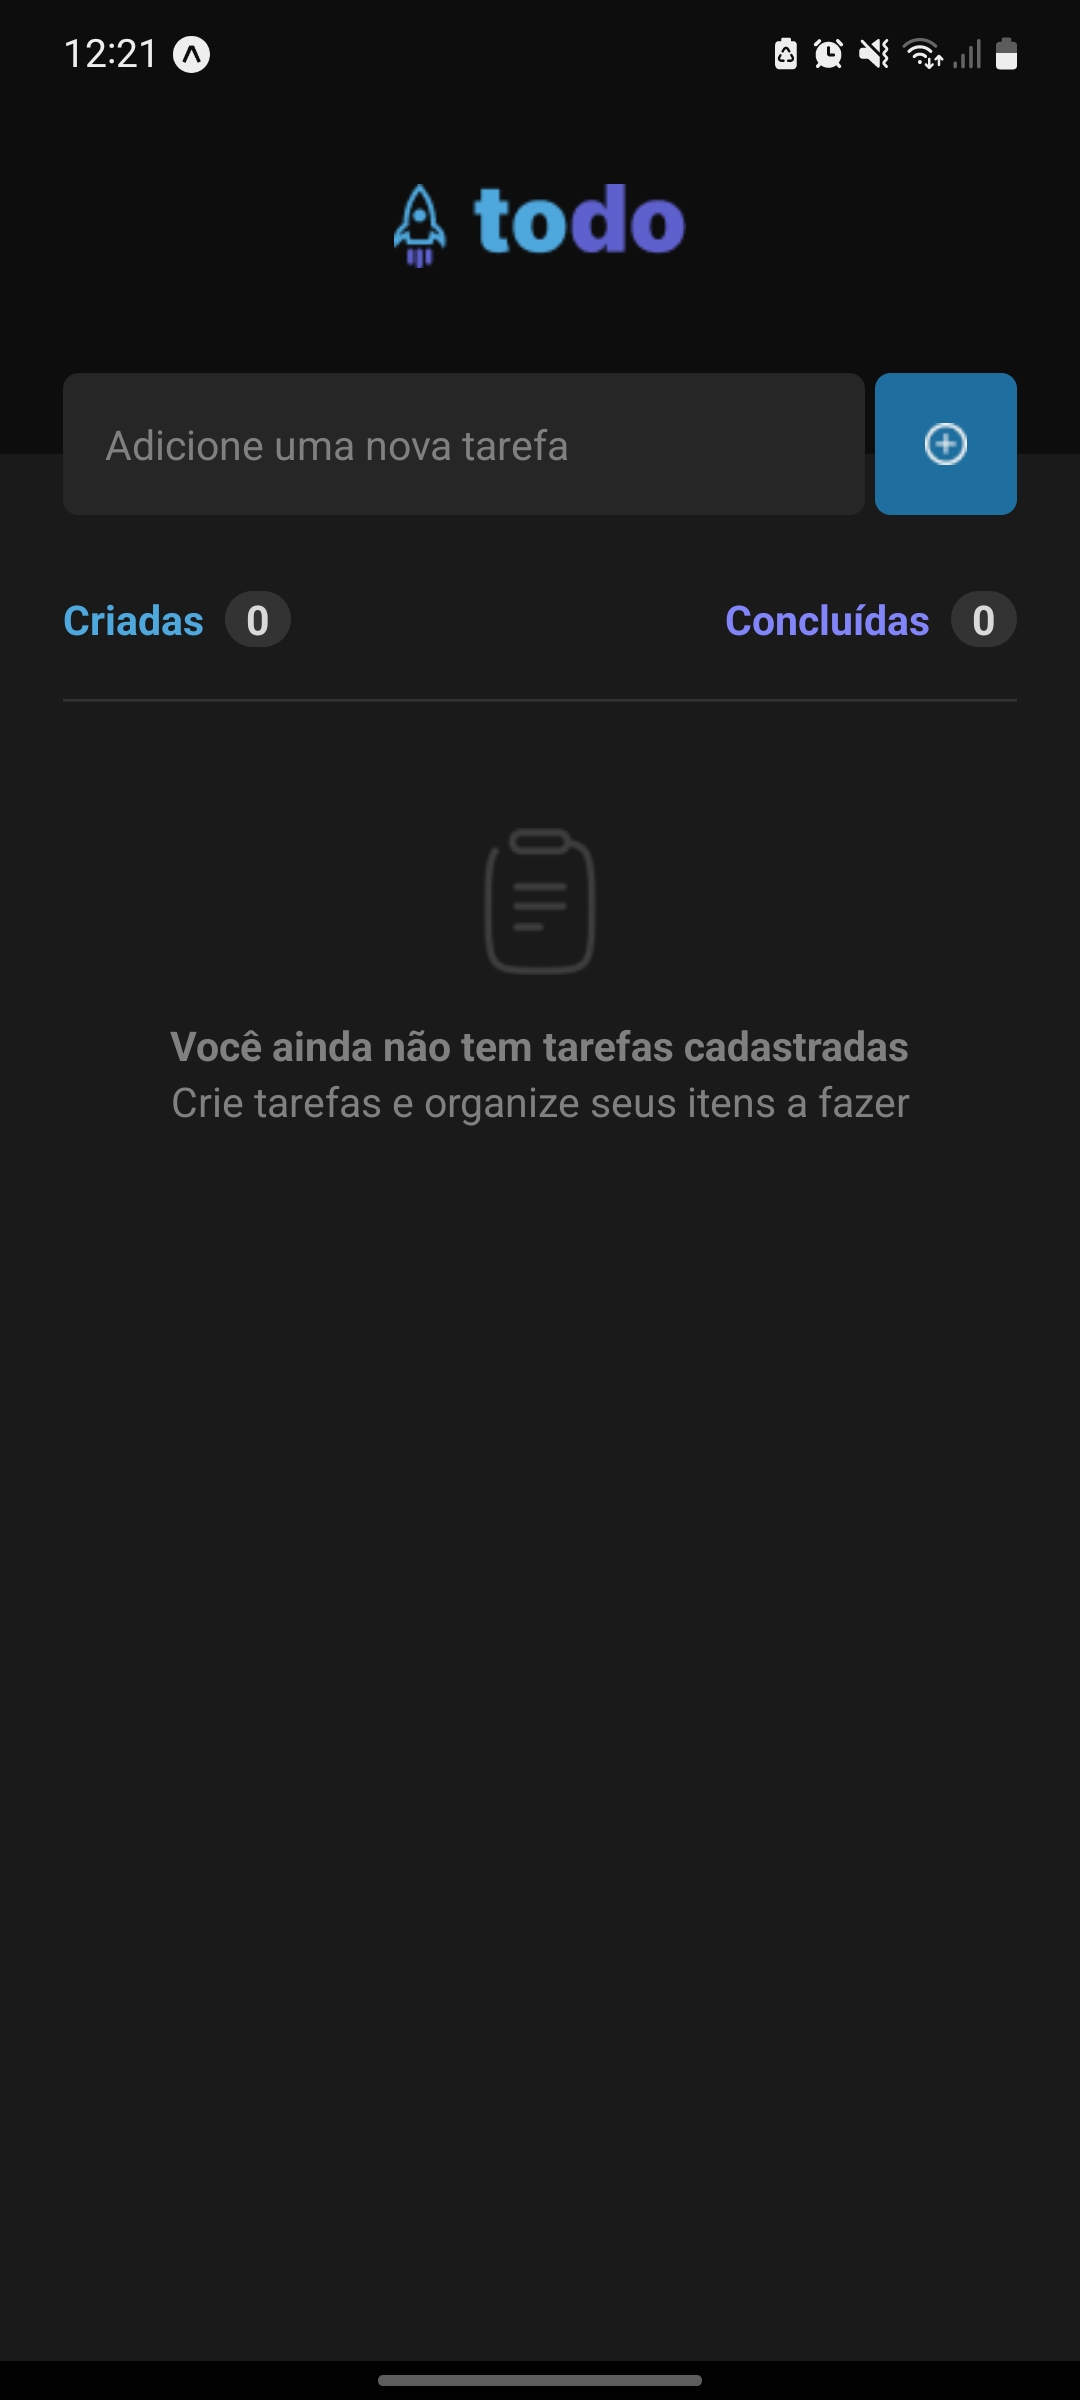 12:21
todo
Adicione uma nova tarefa
Criadas 0
Concluídas 0
Você ainda não tem tarefas cadastradas
Crie tarefas e organize seus itens a fazer